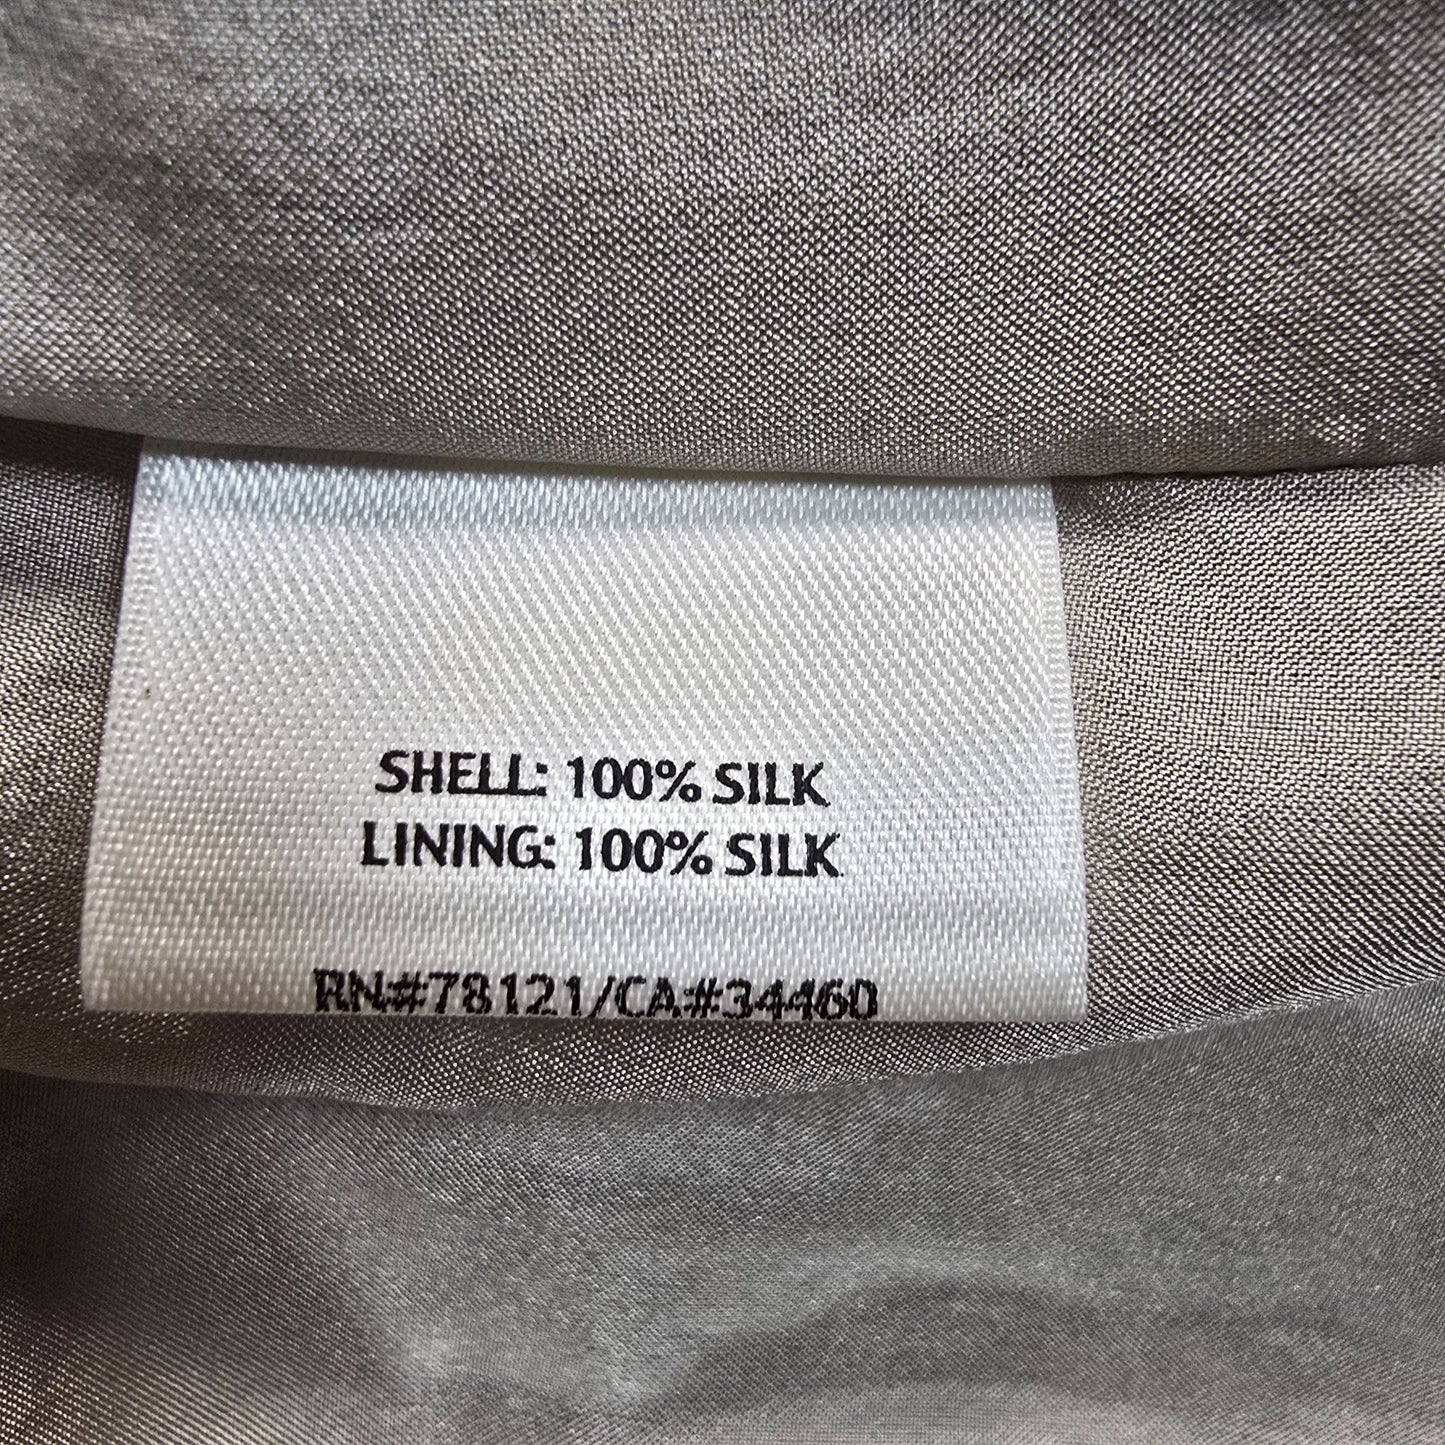 SHELL: 100% SILK
LINING: 100% SILK
RN#78121/CA#34460